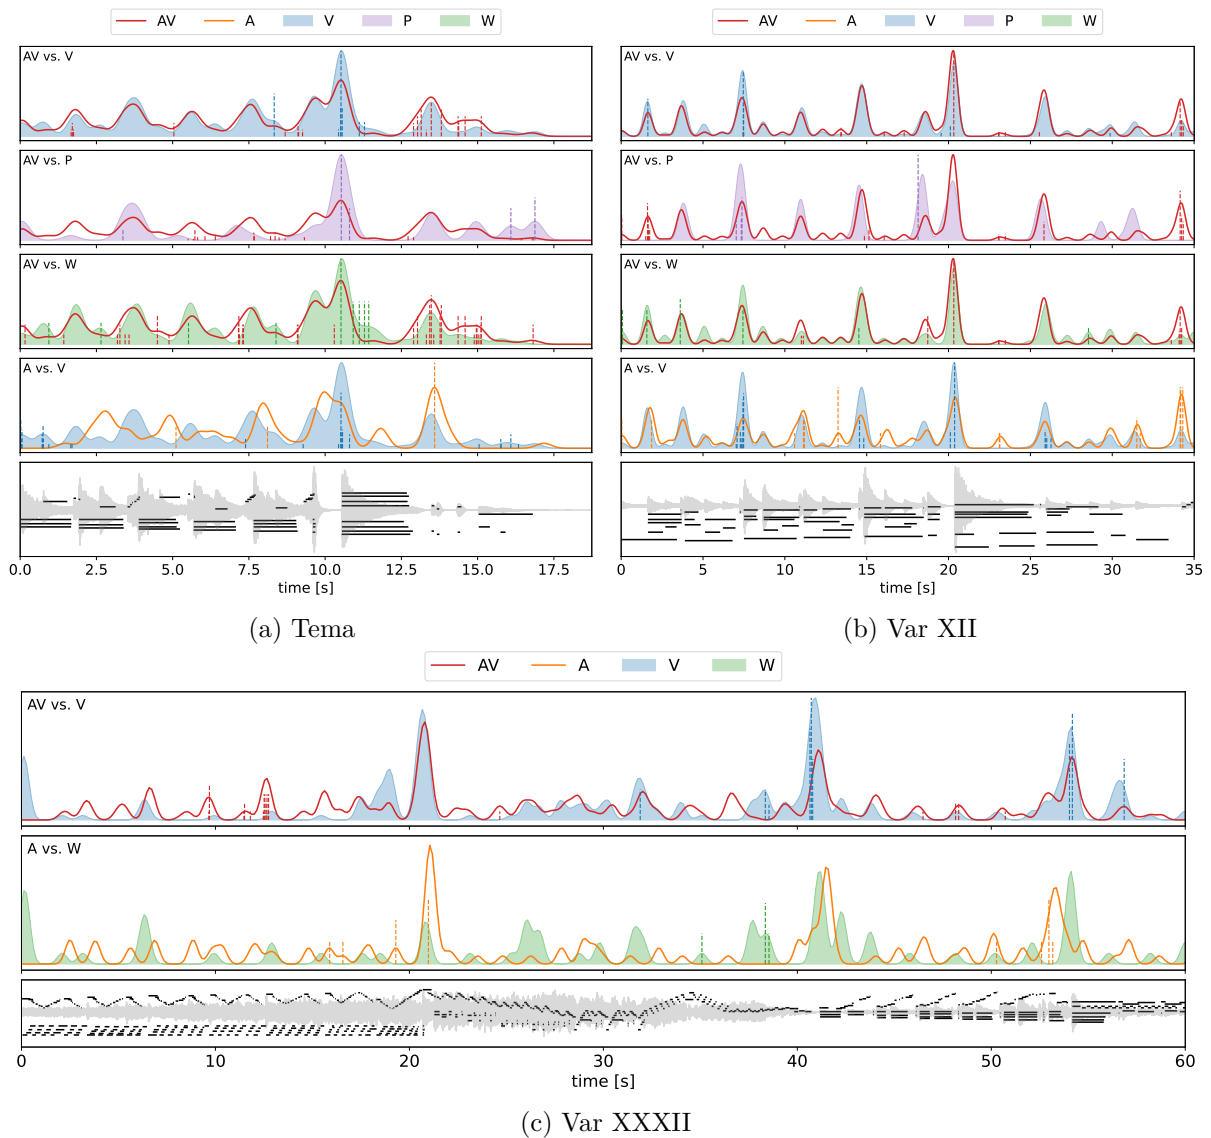 AV A V P W
AV A V P W
AV vs. V
AV vs. V
AV vs. P
AV vs. P
AV vs. W
AV vs. W
A vs. V
A vs. V
0.0 2.5 5.0 7.5 10.0 12.5 15.0 17.5
0 5 10 15 20 25 30 35
time [s]
time [s]
(a) Tema
(b) Var XII
AV A V W
AV vs. V
A vs. W
0 10 20 30 40 50 60
time [s]
(c) Var XXXII